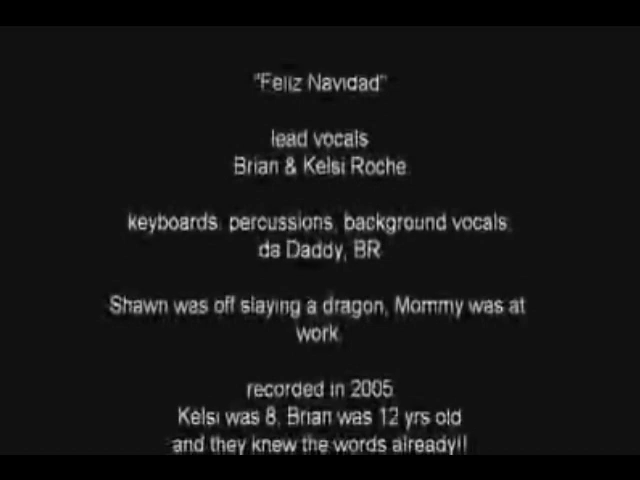 "Feliz Navidad"
lead vocals
Brian & Kelsi Roche
keyboards, percussions, background vocals,
da Daddy, BR
Shawn was off slaying a dragon, Mommy was at
work.
recorded in 2005
Kelsi was 8, Brian was 12 yrs old
and they knew the words already!!